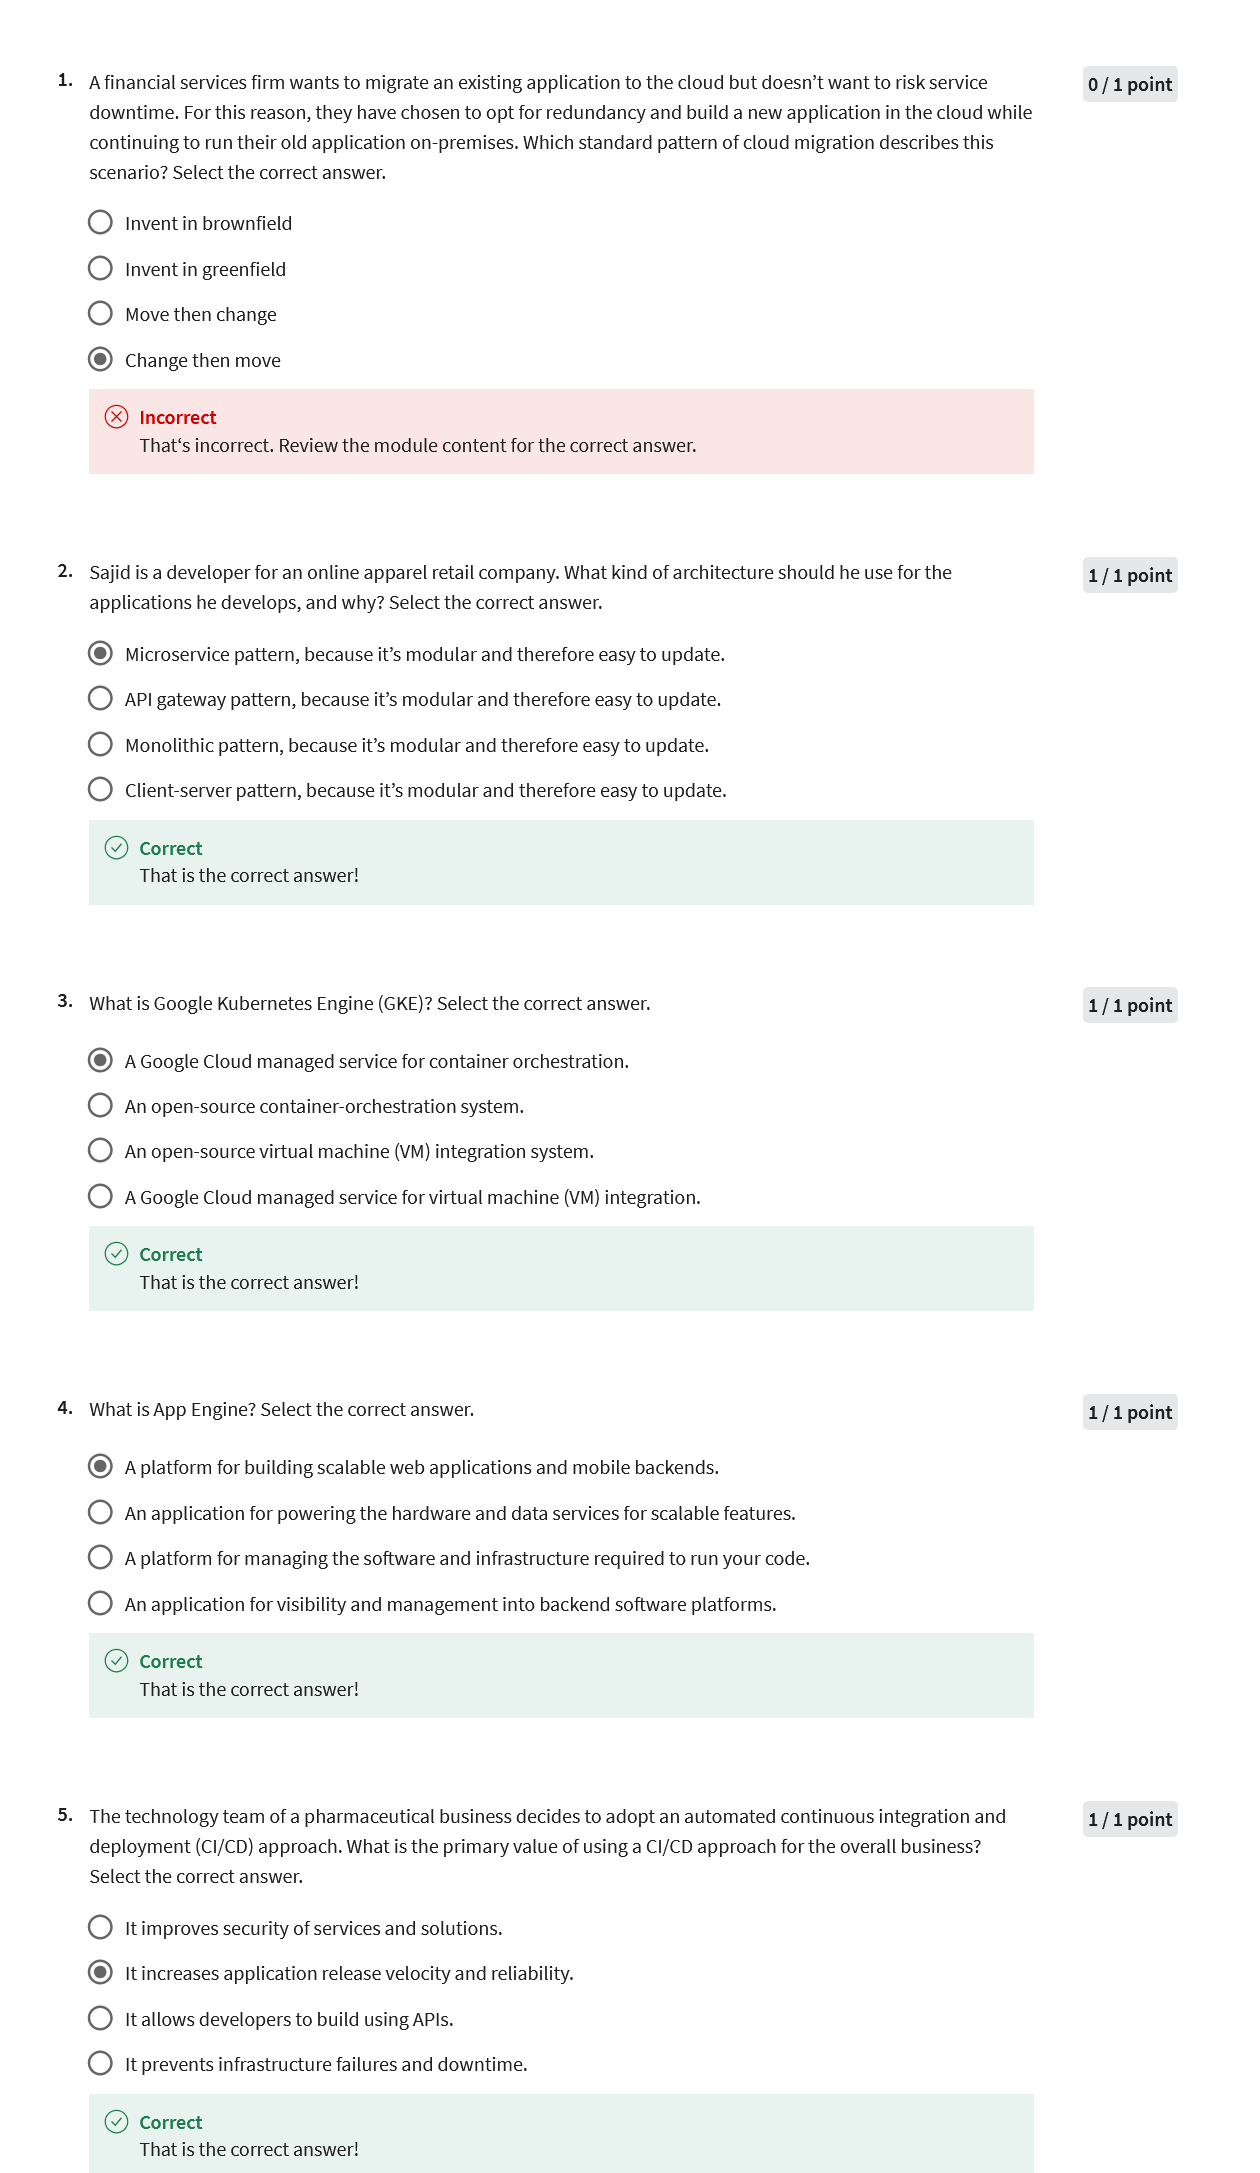 1. A financial services firm wants to migrate an existing application to the cloud but doesn’t want to risk service
downtime. For this reason, they have chosen to opt for redundancy and build a new application in the cloud while
continuing to run their old application on-premises. Which standard pattern of cloud migration describes this
scenario? Select the correct answer.
0 / 1 point
Invent in brownfield
Invent in greenfield
Move then change
Change then move
Incorrect
That‘s incorrect. Review the module content for the correct answer.
2. Sajid is a developer for an online apparel retail company. What kind of architecture should he use for the
applications he develops, and why? Select the correct answer.
1 / 1 point
Microservice pattern, because it’s modular and therefore easy to update.
API gateway pattern, because it’s modular and therefore easy to update.
Monolithic pattern, because it’s modular and therefore easy to update.
Client-server pattern, because it’s modular and therefore easy to update.
Correct
That is the correct answer!
3. What is Google Kubernetes Engine (GKE)? Select the correct answer.
1 / 1 point
A Google Cloud managed service for container orchestration.
An open-source container-orchestration system.
An open-source virtual machine (VM) integration system.
A Google Cloud managed service for virtual machine (VM) integration.
Correct
That is the correct answer!
4. What is App Engine? Select the correct answer.
1 / 1 point
A platform for building scalable web applications and mobile backends.
An application for powering the hardware and data services for scalable features.
A platform for managing the software and infrastructure required to run your code.
An application for visibility and management into backend software platforms.
Correct
That is the correct answer!
5. The technology team of a pharmaceutical business decides to adopt an automated continuous integration and
deployment (CI/CD) approach. What is the primary value of using a CI/CD approach for the overall business?
Select the correct answer.
1 / 1 point
It improves security of services and solutions.
It increases application release velocity and reliability.
It allows developers to build using APIs.
It prevents infrastructure failures and downtime.
Correct
That is the correct answer!